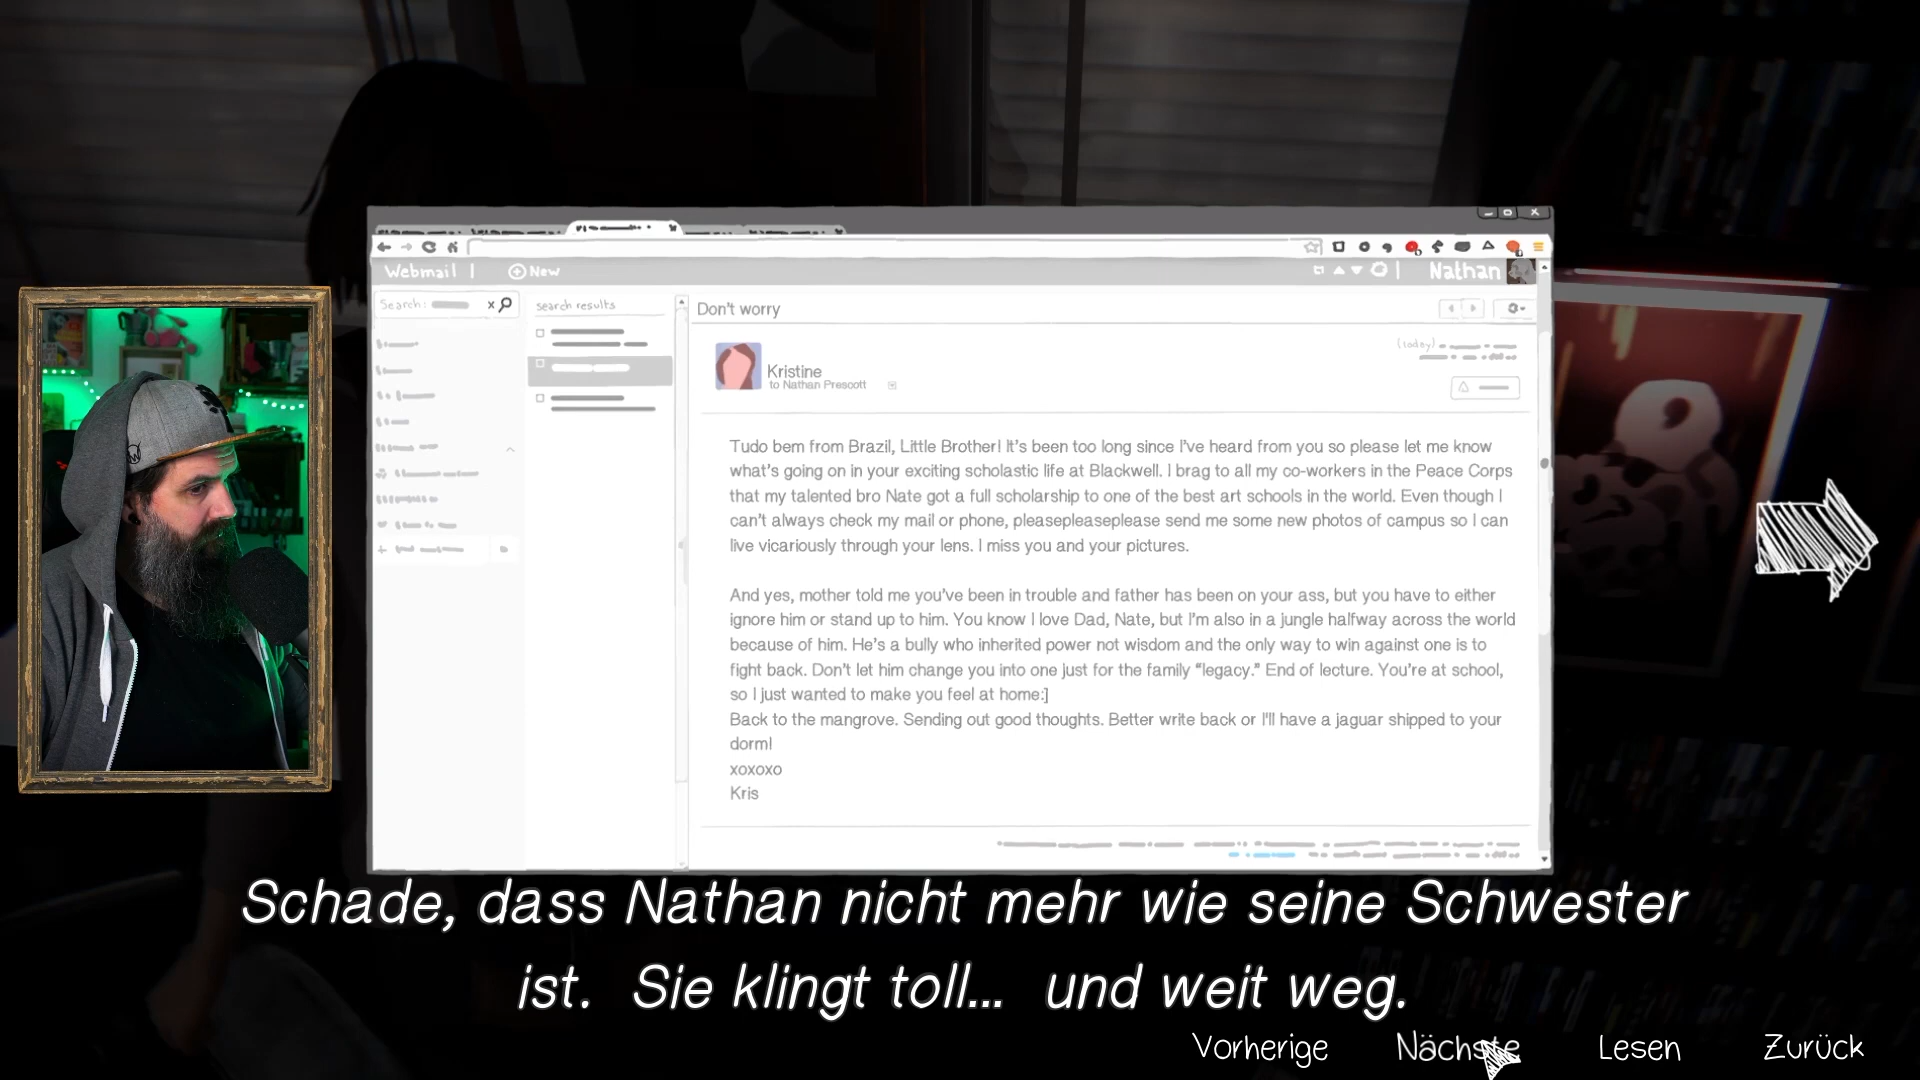 Webmail |
New
Nathan
Search:
search results
Don't worry
(today)
Kristine
to Nathan Prescott
Tudo bem from Brazil, Little Brother! It's been too long since I've heard from you so please let me know
what's going on in your exciting scholastic life at Blackwell. I brag to all my co-workers in the Peace Corps
that my talented bro Nate got a full scholarship to one of the best art schools in the world. Even though I
can't always check my mail or phone, pleasepleaseplease send me some new photos of campus so I can
live vicariously through your lens. I miss you and your pictures.
And yes, mother told me you've been in trouble and father has been on your ass, but you have to either
ignore him or stand up to him. You know I love Dad, Nate, but I'm also in a jungle halfway across the world
because of him. He's a bully who inherited power not wisdom and the only way to win against one is to
fight back. Don't let him change you into one just for the family “legacy.” End of lecture. You're at school,
so I just wanted to make you feel at home:]
Back to the mangrove. Sending out good thoughts. Better write back or I'll have a jaguar shipped to your
dorm!
xoxoxo
Kris
Schade, dass Nathan nicht mehr wie seine Schwester
ist. Sie klingt toll... und weit weg.
Vorherige
Nächste
Lesen
Zurück